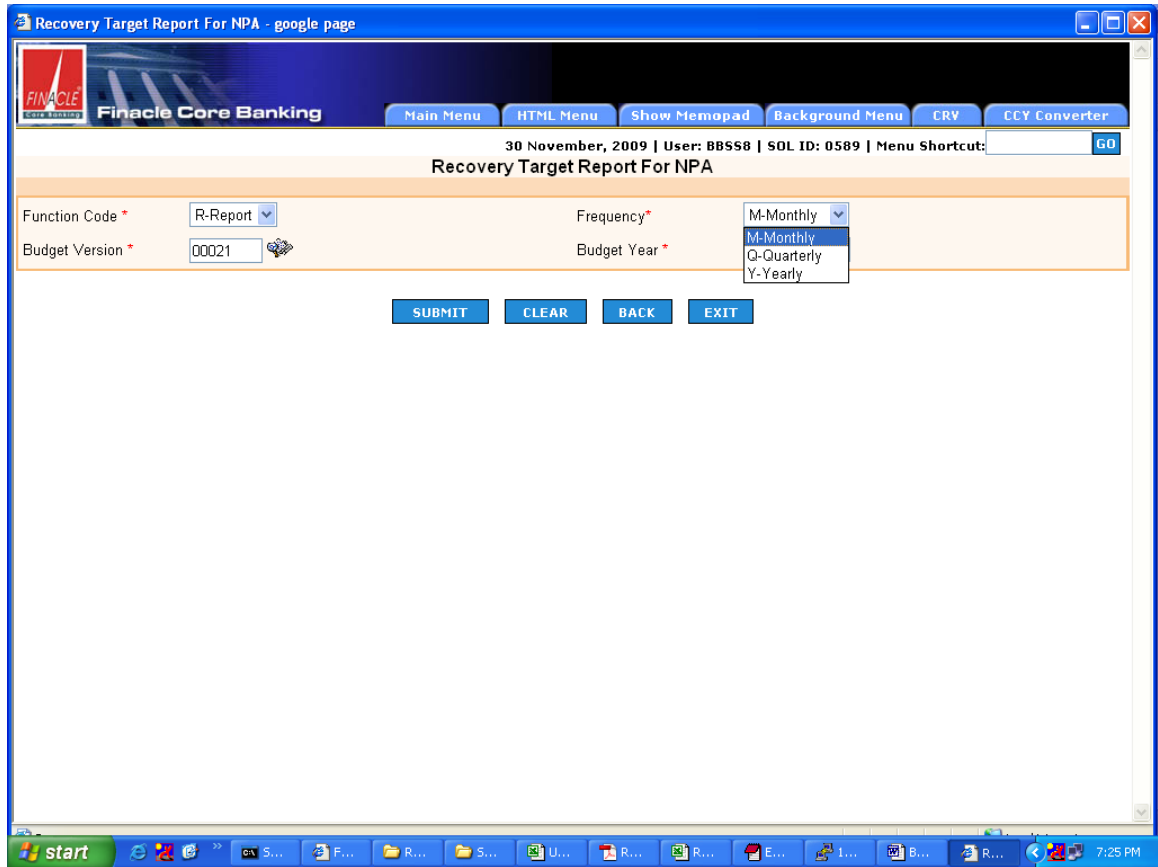 Recovery Target Report For NPA - google page
FINACLE
Core Banking
Finacle Core Banking
Main Menu HTML Menu Show Memopad Background Menu CRV CCY Converter
30 November, 2009 | User: BBSS8 | SOL ID: 0589 | Menu Shortcut: GO
Recovery Target Report For NPA
Function Code * R-Report Frequency* M-Monthly
M-Monthly
Budget Version * 00021 Budget Year * Q-Quarterly
Y-Yearly
SUBMIT CLEAR BACK EXIT
start » S... F... R... S... U... R... R... E... 1... B... R... 7:25 PM